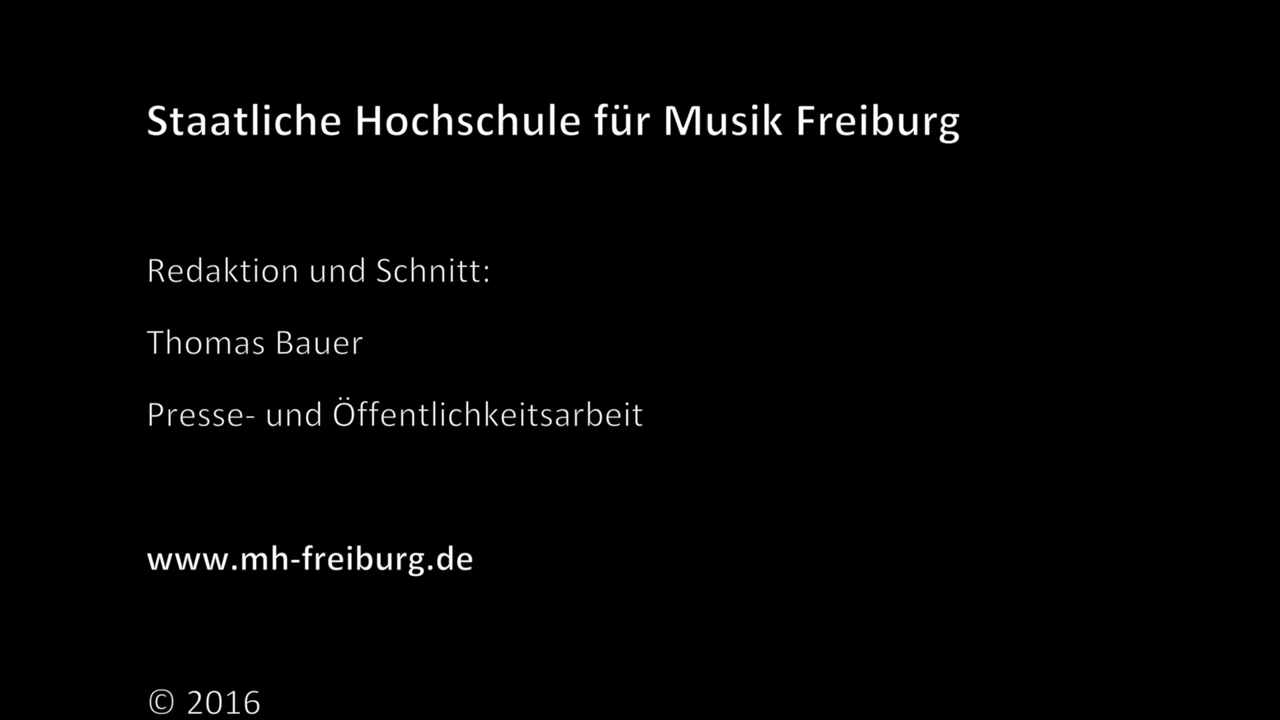 Staatliche Hochschule für Musik Freiburg
Redaktion und Schnitt:
Thomas Bauer
Presse- und Öffentlichkeitsarbeit
www.mh-freiburg.de
© 2016